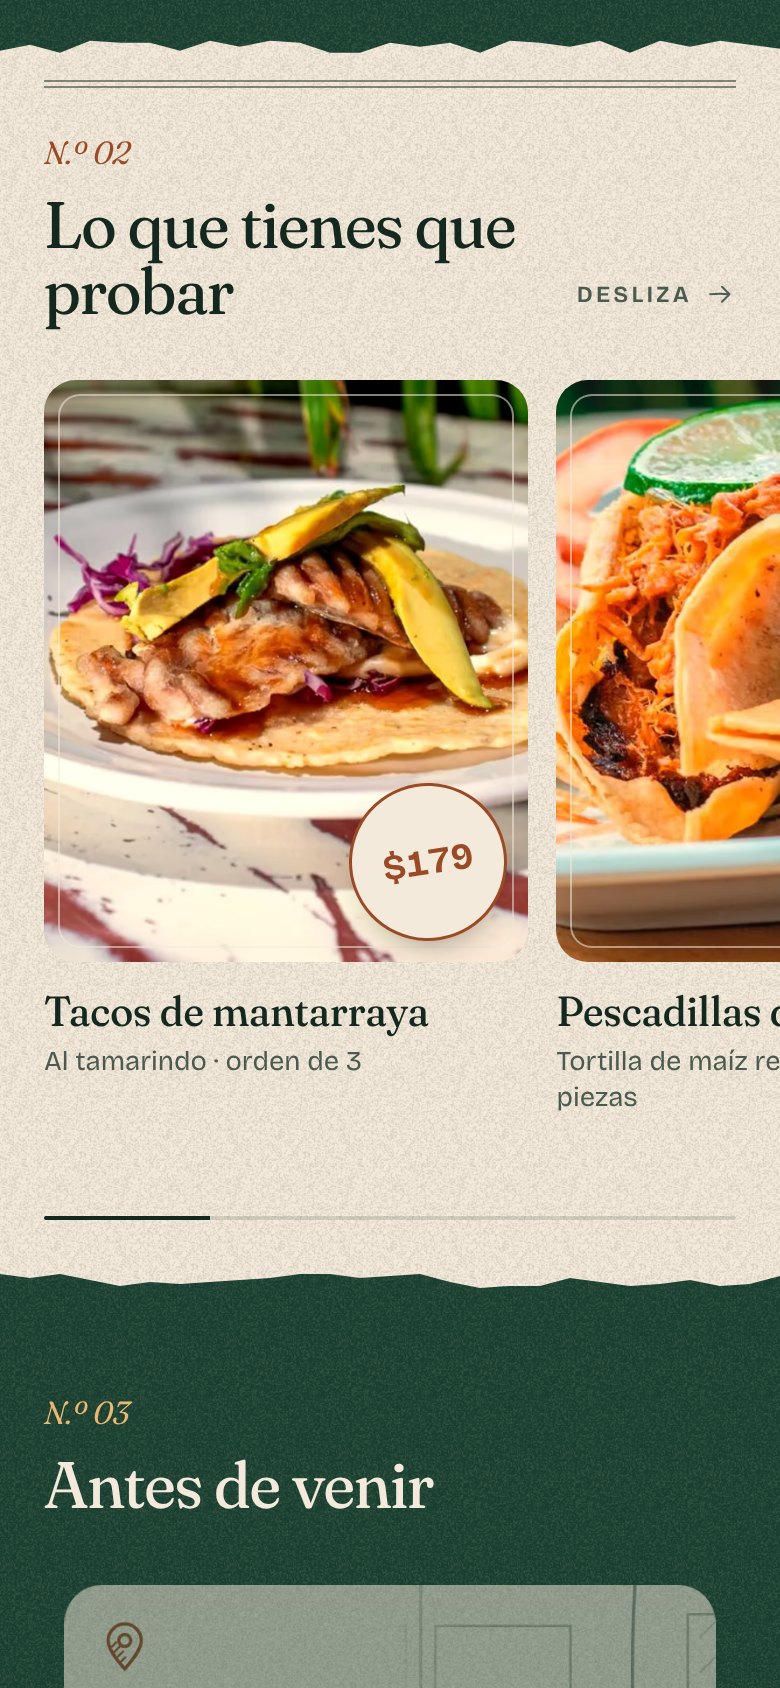 N.º 02
Lo que tienes que
probar
DESLIZA →
$179
Tacos de mantarraya
Al tamarindo · orden de 3
Pescadillas
Tortilla de maíz
piezas
N.º 03
Antes de venir